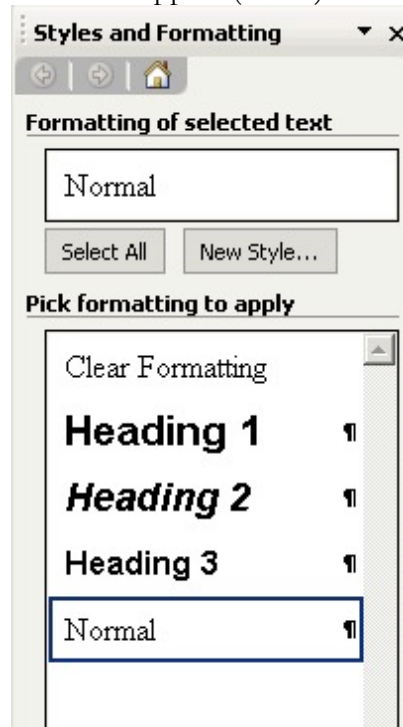 Styles and Formatting
Formatting of selected text
Normal
Select All New Style...
Pick formatting to apply
Clear Formatting
Heading 1 ¶
Heading 2 ¶
Heading 3 ¶
Normal ¶